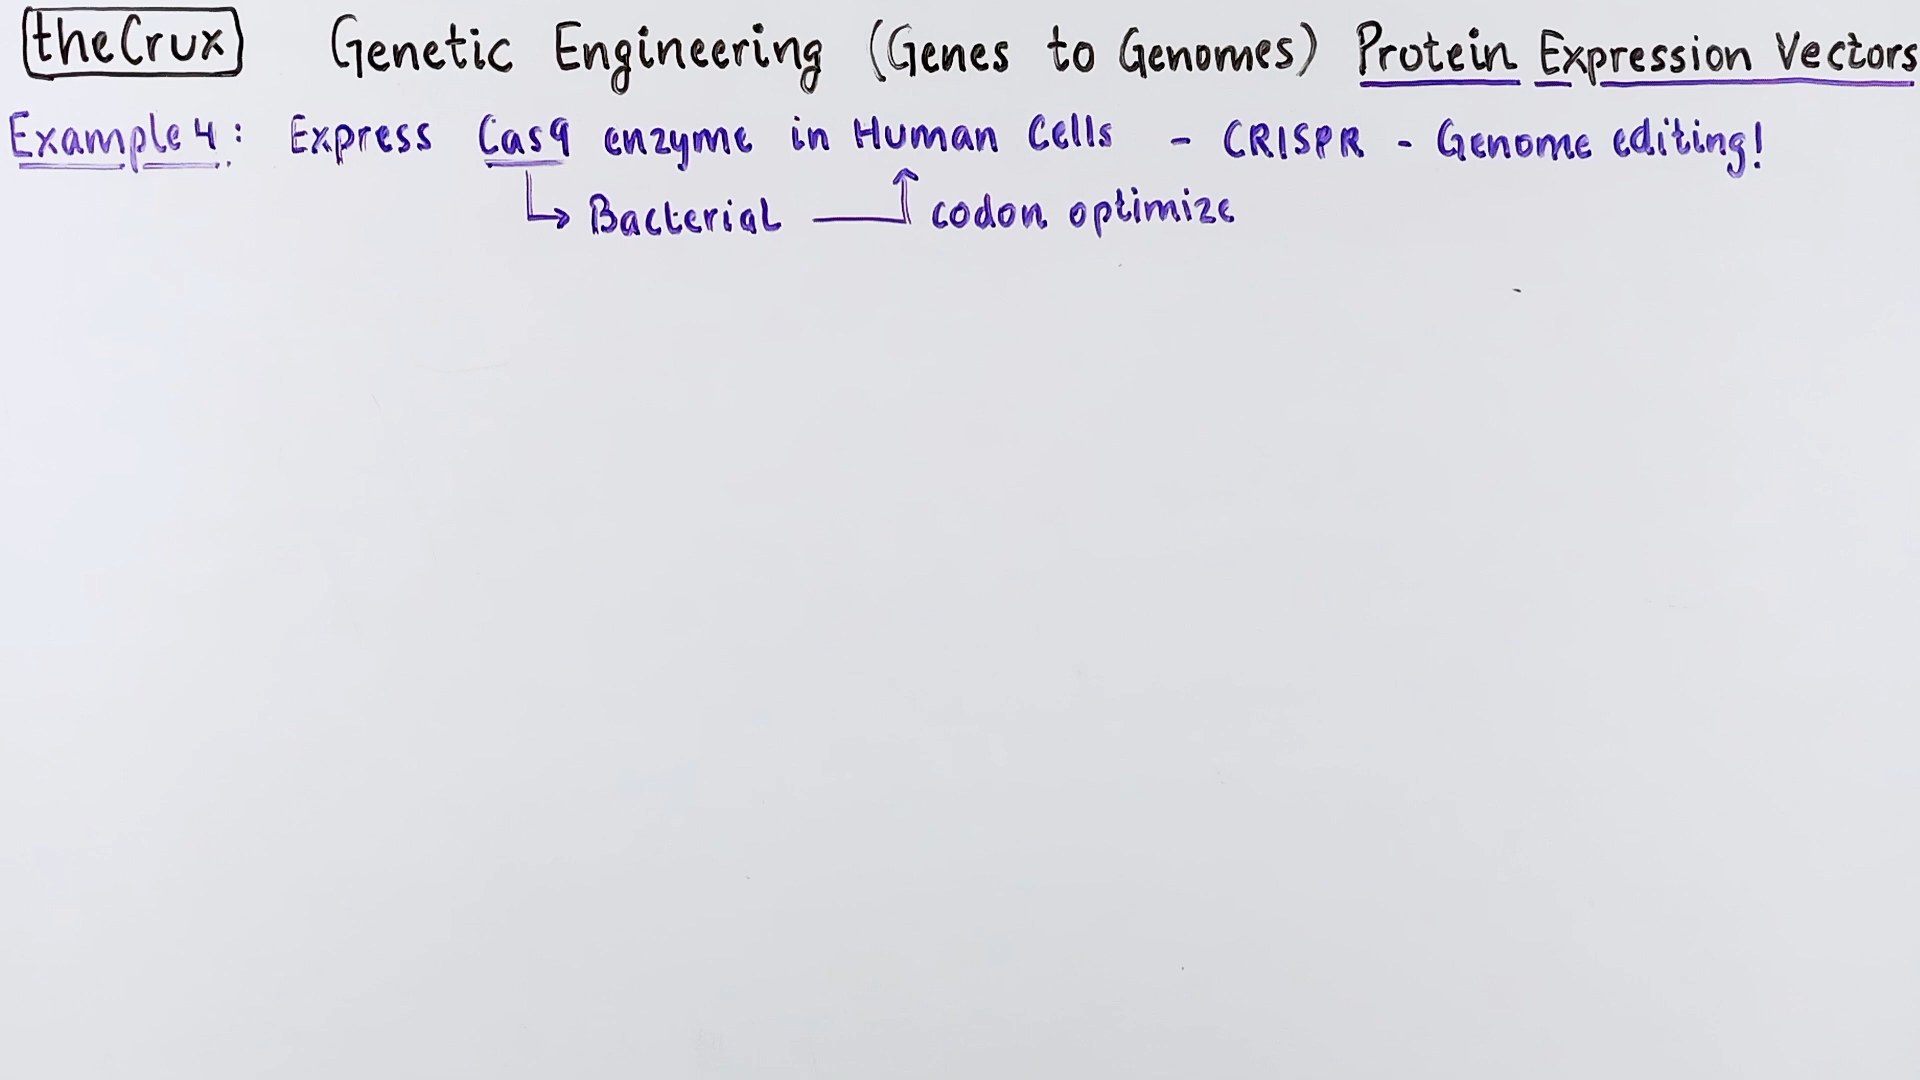 theCrux Genetic Engineering (Genes to Genomes) Protein Expression Vectors
Example 4: Express Cas9 enzyme in Human Cells - CRISPR - Genome editing!
Bacterial codon optimize